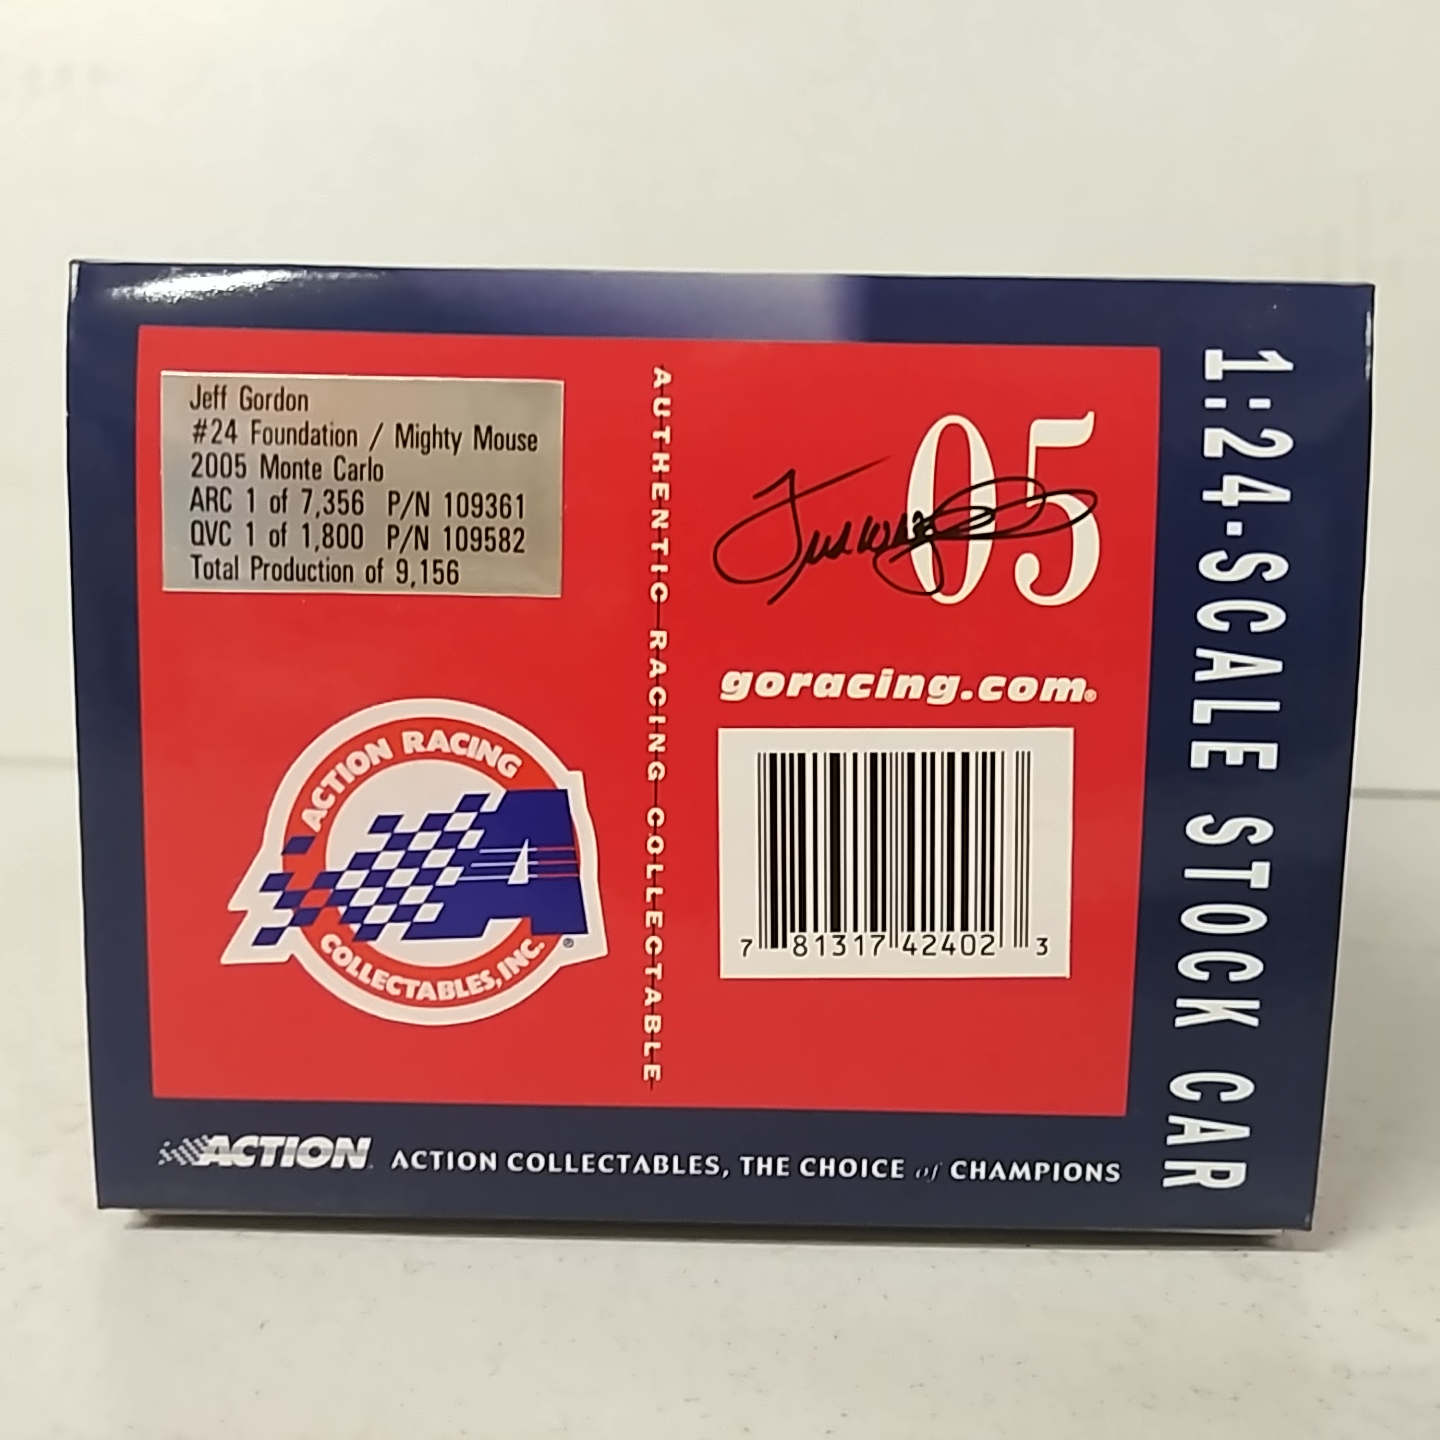 Jeff Gordon
#24 Foundation / Mighty Mouse
2005 Monte Carlo
ARC 1 of 7,356 P/N 109361
QVC 1 of 1,800 P/N 109582
Total Production of 9,156
ACTION RACING
COLLECTABLES, INC.
®
AUTHENTIC RACING COLLECTABLE
05
goracing.com®
7 81317 42402 3
1:24-SCALE STOCK CAR
ACTION
ACTION COLLECTABLES, THE CHOICE of CHAMPIONS